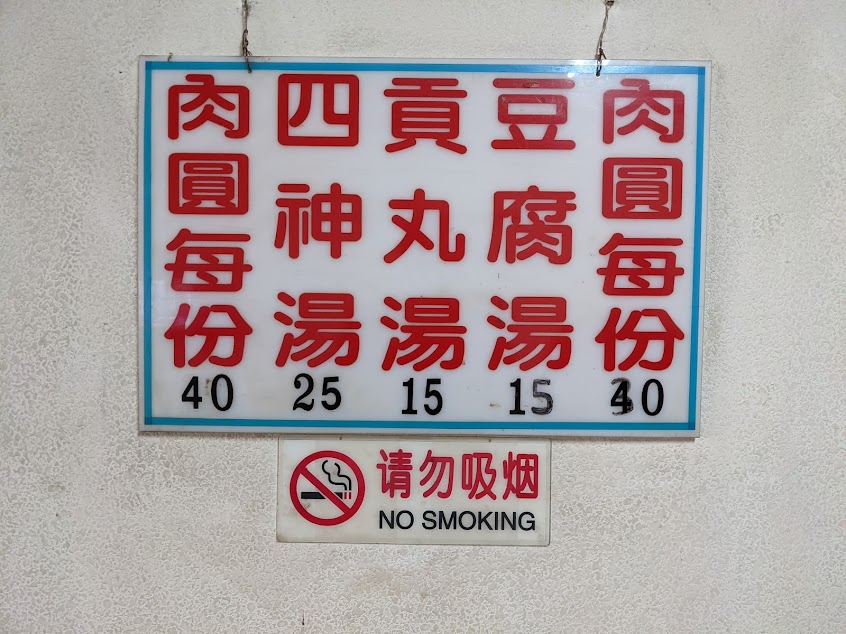 肉圓每份 40
豆腐湯 15
貢丸湯 15
四神湯 25
肉圓每份 40
请勿吸烟
NO SMOKING